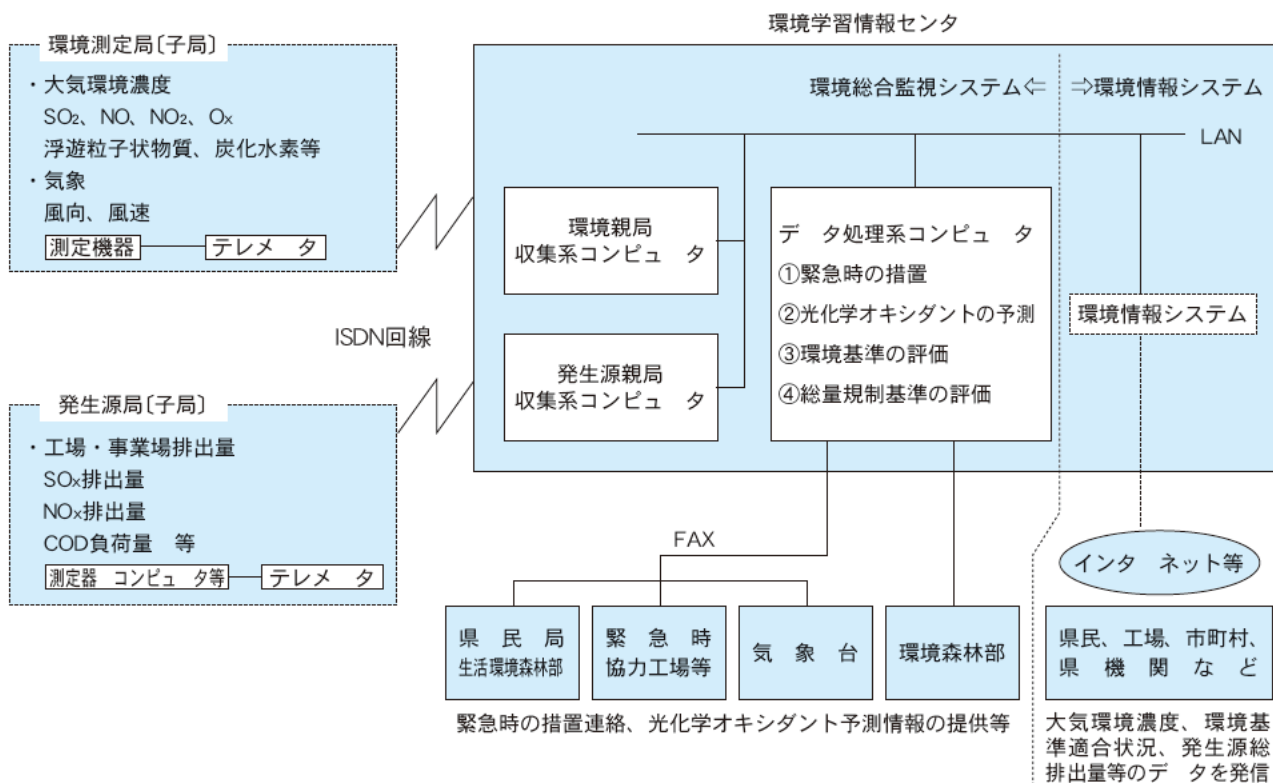 環境学習情報センタ
環境測定局〔子局〕
・大気環境濃度
SO₂、NO、NO₂、Oₓ
浮遊粒子状物質、炭化水素等
・気象
風向、風速
測定機器
テレメ タ
ISDN回線
発生源局〔子局〕
・工場・事業場排出量
SOₓ排出量
NOₓ排出量
COD負荷量 等
測定器 コンピュ タ等
テレメ タ
環境総合監視システム⇐
⇒環境情報システム
LAN
環境親局
収集系コンピュ タ
発生源親局
収集系コンピュ タ
デ タ処理系コンピュ タ
①緊急時の措置
②光化学オキシダントの予測
③環境基準の評価
④総量規制基準の評価
環境情報システム
FAX
インタ ネット等
県民局
生活環境森林部
緊急時
協力工場等
気象台
環境森林部
県民、工場、市町村、
県機関など
緊急時の措置連絡、光化学オキシダント予測情報の提供等
大気環境濃度、環境基
準適合状況、発生源総
排出量等のデ タを発信